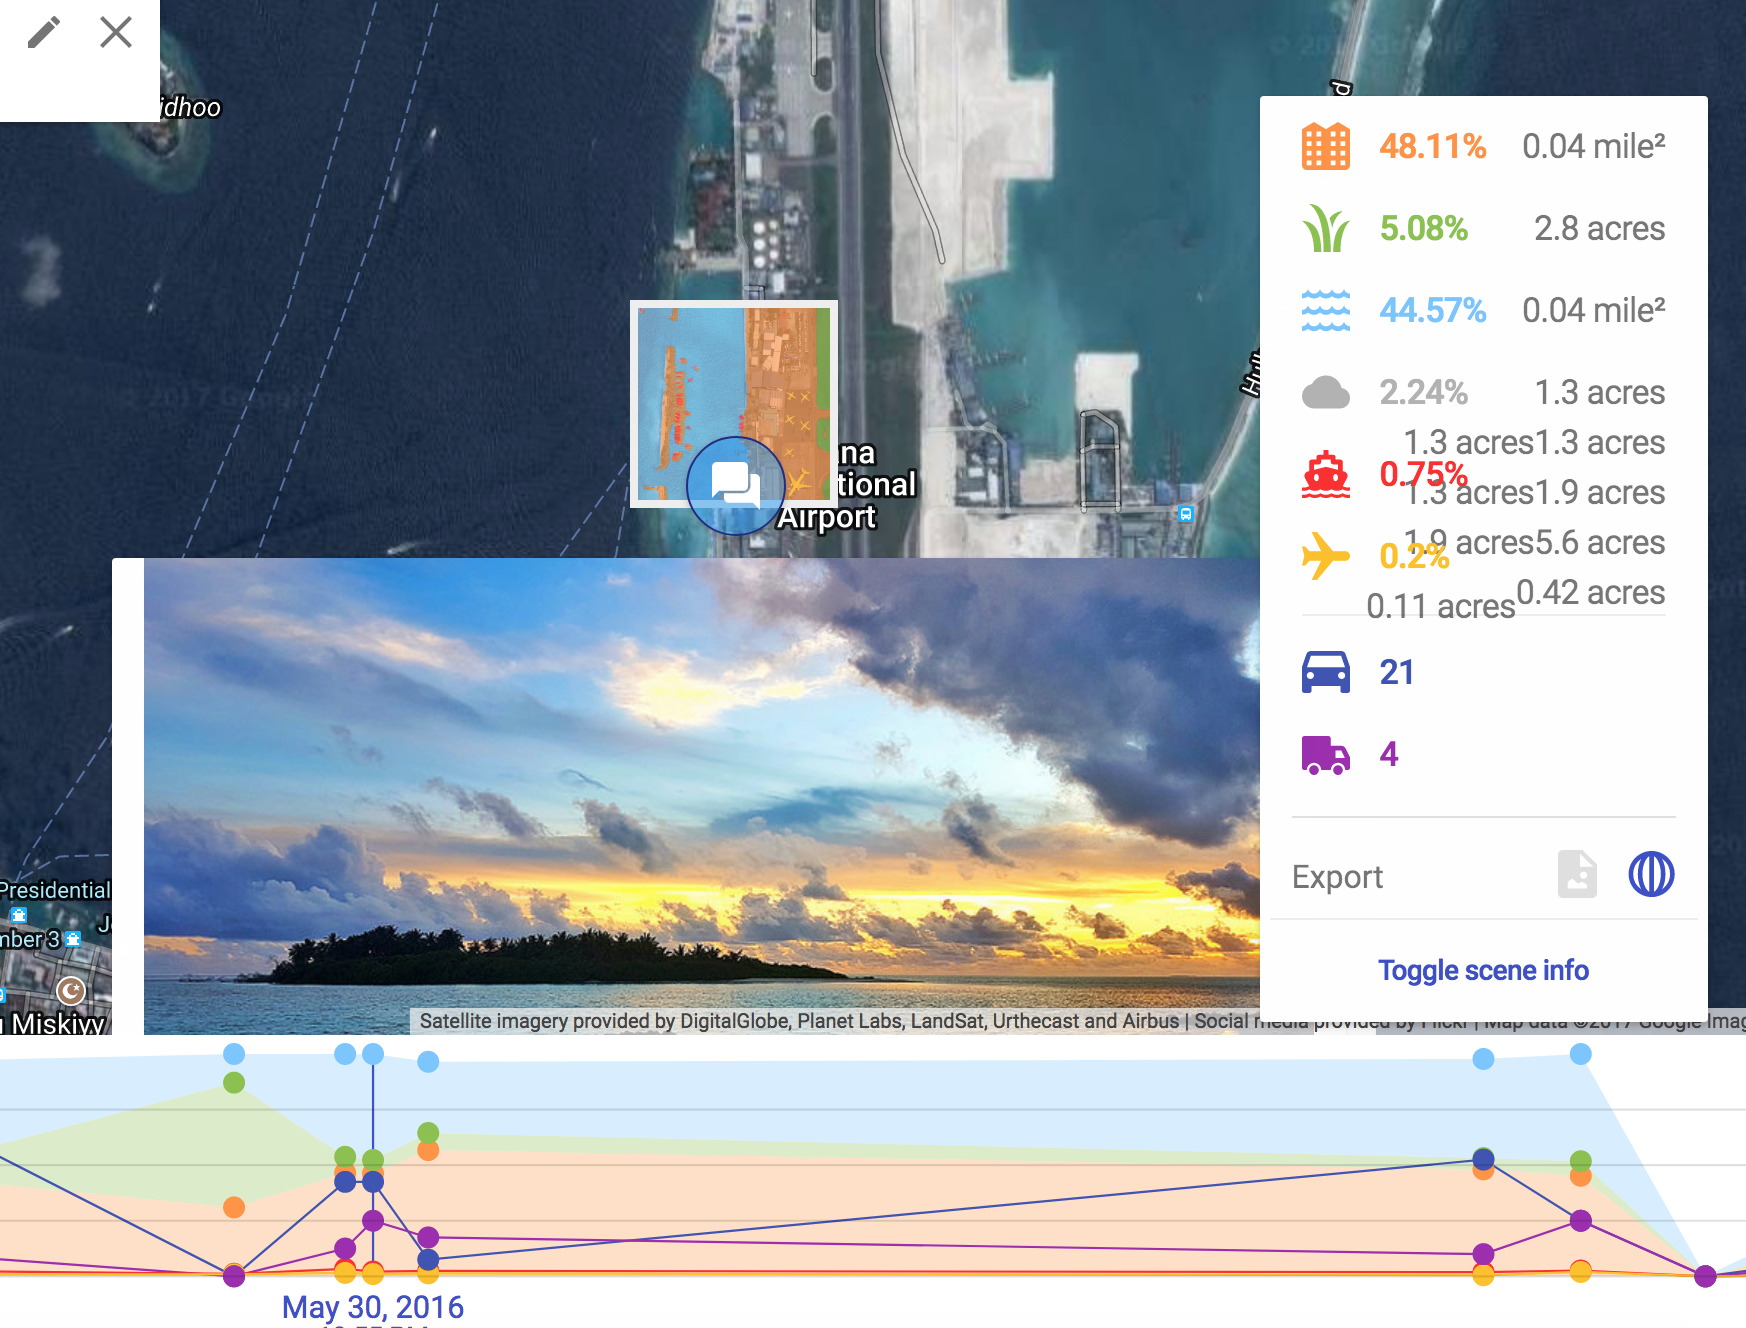 idhoo
d
48.11% 0.04 mile²
5.08% 2.8 acres
44.57% 0.04 mile²
2.24% 1.3 acres
1.3 acres1.3 acres
0.75%
1.3 acres1.9 acres
1.9 acres5.6 acres
0.2%
0.42 acres
0.11 acres
Hull
na
tional
Airport
21
4
Export
Toggle scene info
Presidential
J
mber 3
Miskiyy
Satellite imagery provided by DigitalGlobe, Planet Labs, LandSat, Urthecast and Airbus | Social media provided by Flickr | Map data ©2017 Google Imag
May 30, 2016